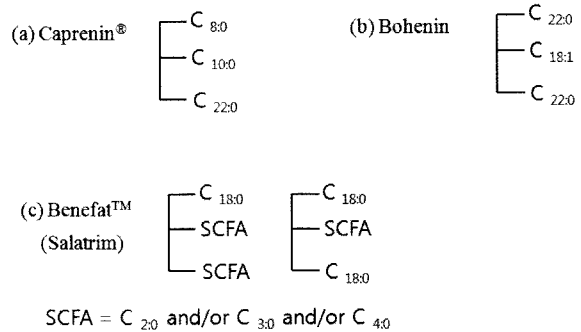 (a) Caprenin®
C 8:0
C 10:0
C 22:0
(b) Bohenin
C 22:0
C 18:1
C 22:0
(c) Benefat™
(Salatrim)
C 18:0
SCFA
SCFA
C 18:0
SCFA
C 18:0
SCFA = C 2:0 and/or C 3:0 and/or C 4:0